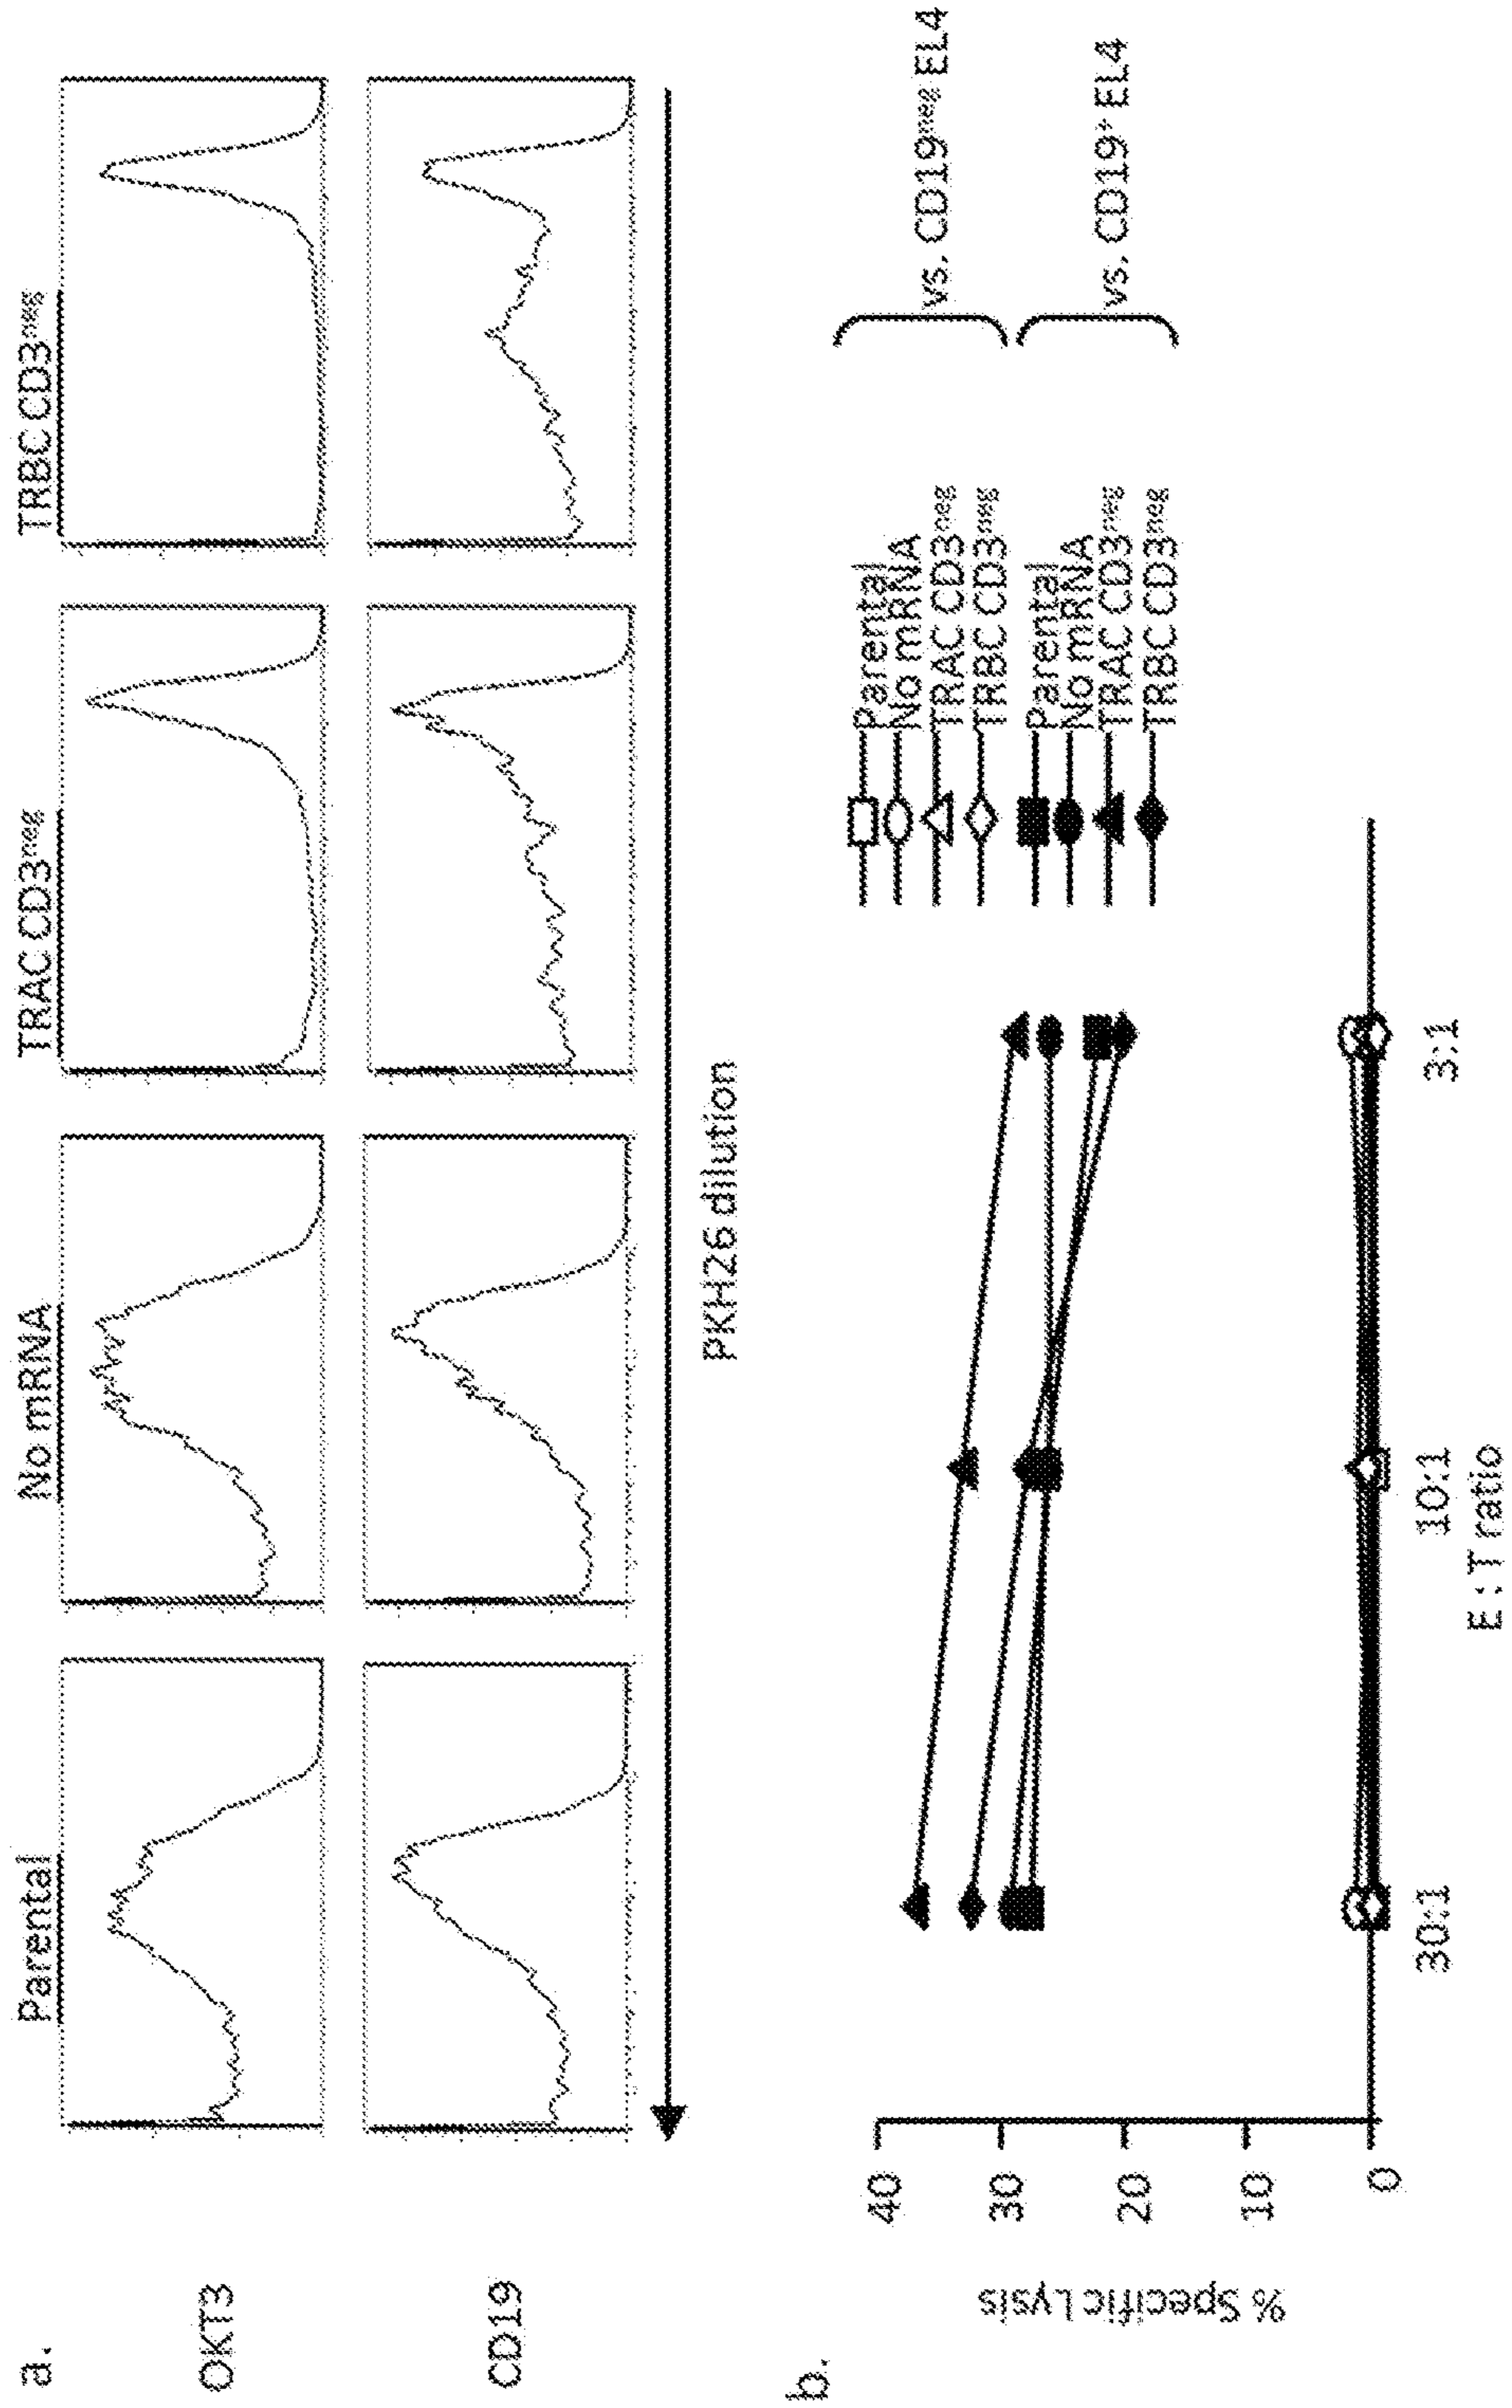 a.
Parental
No mRNA
TRAC CD3neg
TRBC CD3neg
OKT3
CD19
PKH26 dilution
b.
% Specific Lysis
40
30
20
10
0
30:1
10:1
3:1
E : T ratio
Parental
No mRNA
TRAC CD3neg
TRBC CD3neg
vs. CD19neg EL4
Parental
No mRNA
TRAC CD3neg
TRBC CD3neg
vs. CD19+ EL4